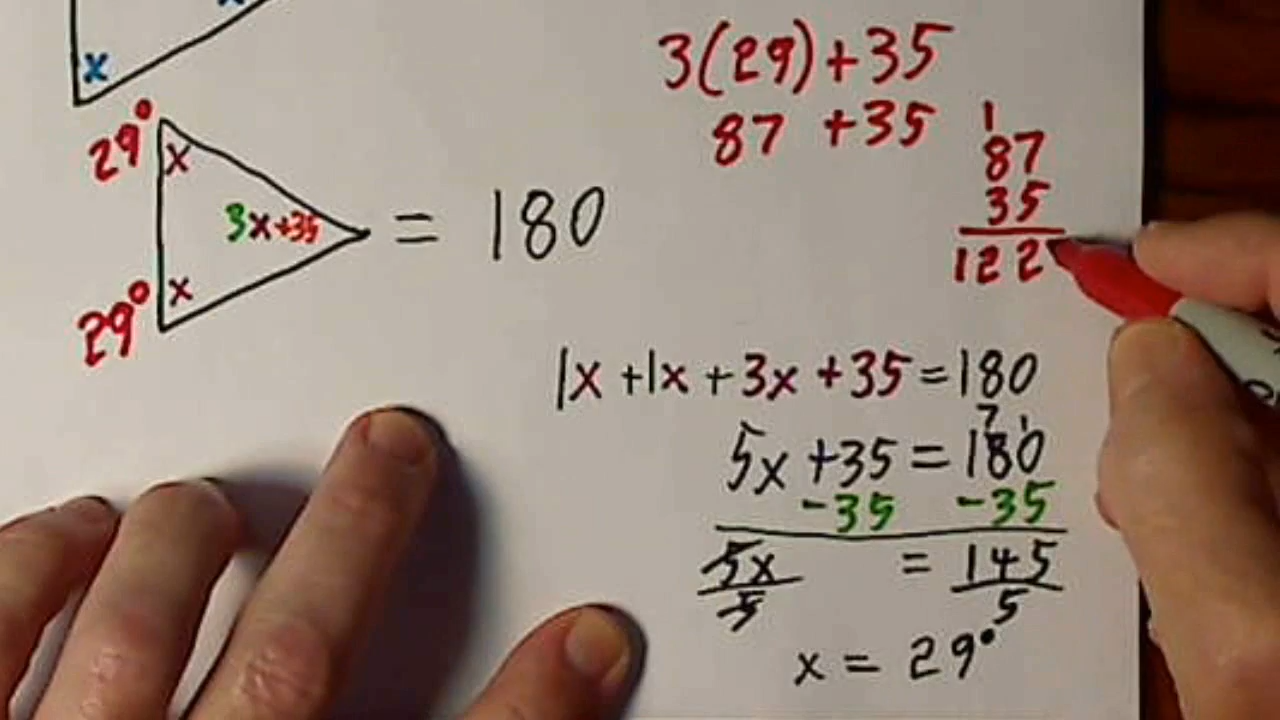 x
29°
x
3x+35
29°
x
= 180
3(29)+35
87 +35
1
87
35
122
1x +1x + 3x +35 = 180
7 1
5x +35 = 180
-35 -35
5x = 145
5 5
x = 29°